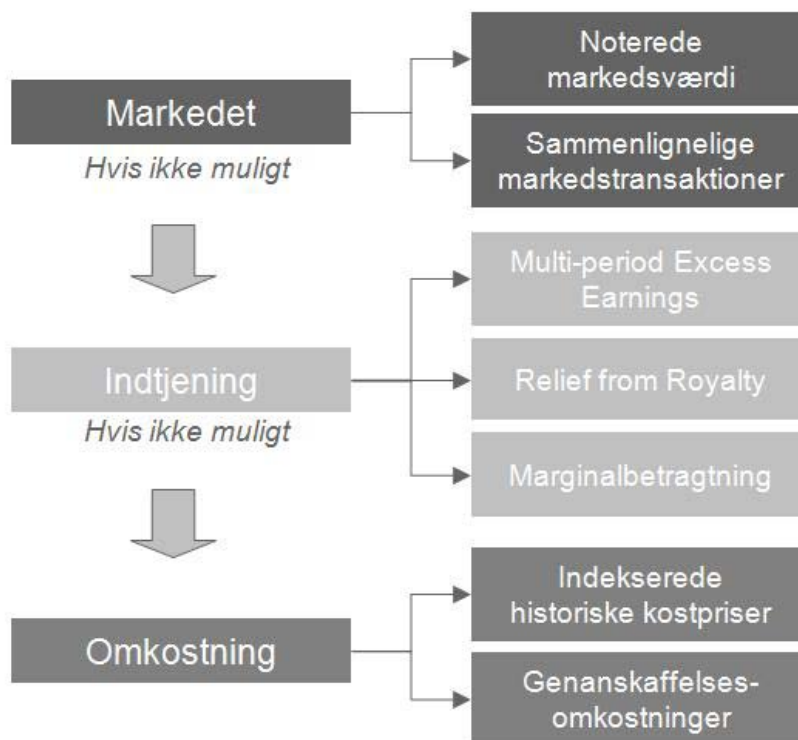 Markedet
Hvis ikke muligt
Noterede
markedsværdi
Sammenlignelige
markedstransaktioner
Indtjening
Hvis ikke muligt
Multi-period Excess
Earnings
Relief from Royalty
Marginalbetragtning
Omkostning
Indekserede
historiske kostpriser
Genanskaffelses-
omkostninger